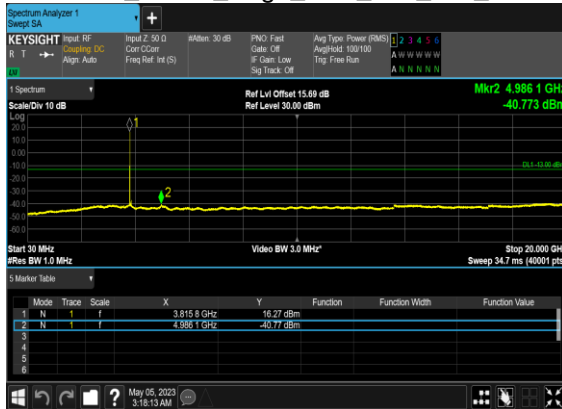 Spectrum Analyzer 1
Swept SA
+
KEYSIGHT Input: RF Input Z: 50 Ω #Atten: 30 dB PNO: Fast Avg Type: Power (RMS) 1 2 3 4 5 6
R T Coupling: DC Corr CCorr Gate: Off Avg|Hold: 100/100 A W W W W W
Align: Auto Freq Ref: Int (S) IF Gain: Low Trig: Free Run
Sig Track: Off A N N N N N
1 Spectrum Ref Lvl Offset 15.69 dB Mkr2 4.986 1 GHz
Scale/Div 10 dB Ref Level 30.00 dBm -40.773 dBm
Log
20.0
10.0
0.00
-10.0
-20.0
-30.0
-40.0
-50.0
-60.0
1
2
DL1 -13.00 dBm
Start 30 MHz Video BW 3.0 MHz* Stop 20.000 GH
#Res BW 1.0 MHz Sweep 34.7 ms (40001 pts
5 Marker Table
Mode Trace Scale X Y Function Function Width Function Value
1 N 1 f 3.815 8 GHz 16.27 dBm
2 N 1 f 4.986 1 GHz -40.77 dBm
3
4
5
6
? May 05, 2023
3:18:13 AM